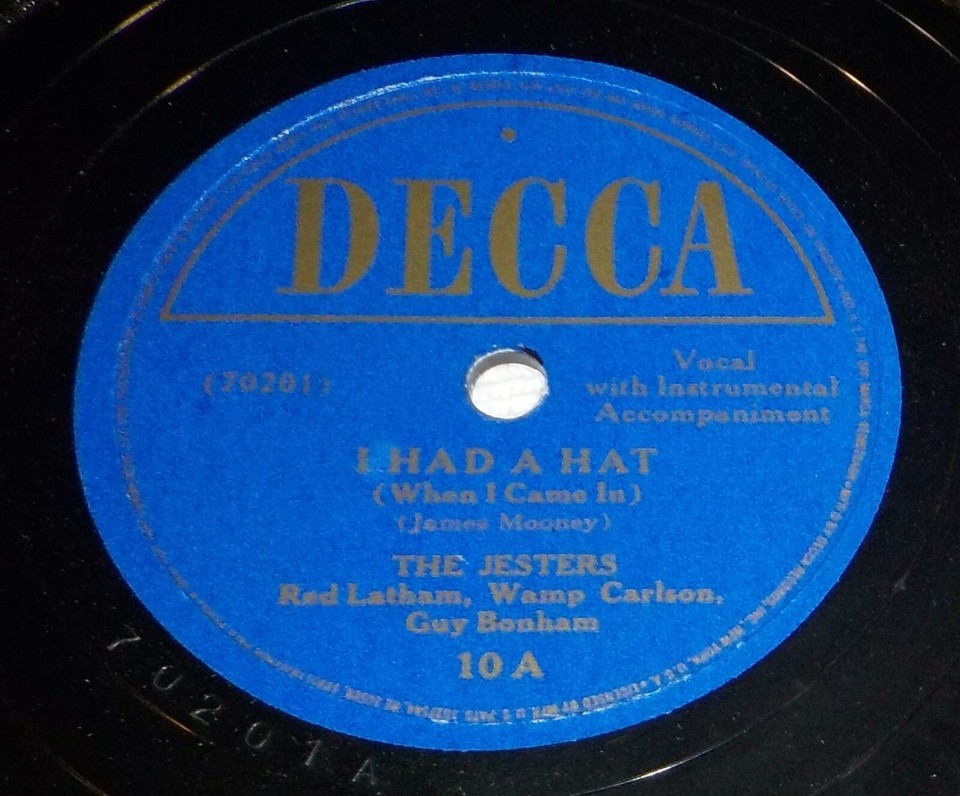 DECCA
(70201)
Vocal
with Instrumental
Accompaniment
I HAD A HAT
(When I Came In)
(James Mooney)
THE JESTERS
Red Latham, Wamp Carlson,
Guy Bonham
10 A
70201A